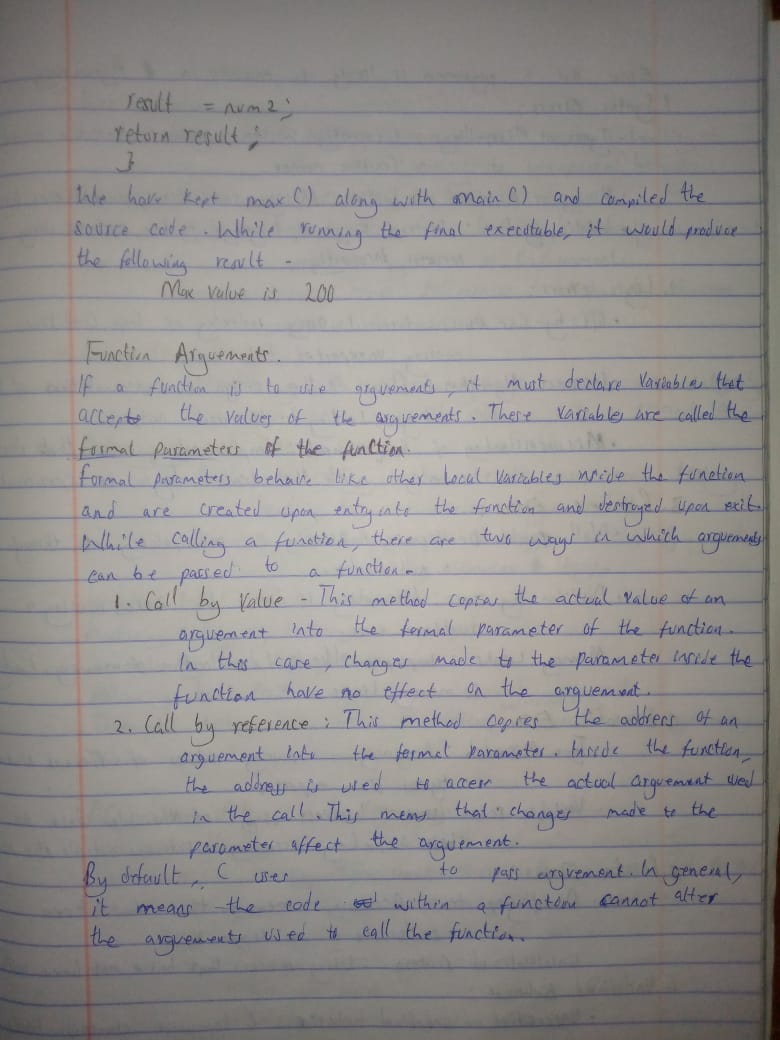 result = num2;
return result;
}
We have kept max() along with main() and compiled the
source code. While running the final executable, it would produce
the following result -
Max value is 200
Function Arguements.
If a function is to use arguements, it must declare variables that
accepts the values of the arguements. These variables are called the
formal parameters of the function.
Formal parameters behave like other local variables inside the function
and are created upon entry into the function and destroyed upon exit.
While calling a function, there are two ways in which arguements
can be passed to a function -
1. Call by value - This method copies the actual value of an
arguement into the formal parameter of the function.
In this case, changes made to the parameter inside the
function have no effect on the arguement.
2. Call by reference : This method copies the address of an
arguement into the formal parameter. Inside the function,
the address is used to access the actual arguement used
in the call. This means that changes made to the
parameter affect the arguement.
By default, C uses to pass arguement. In general,
it means the code within a function cannot alter
the arguements used to call the function.